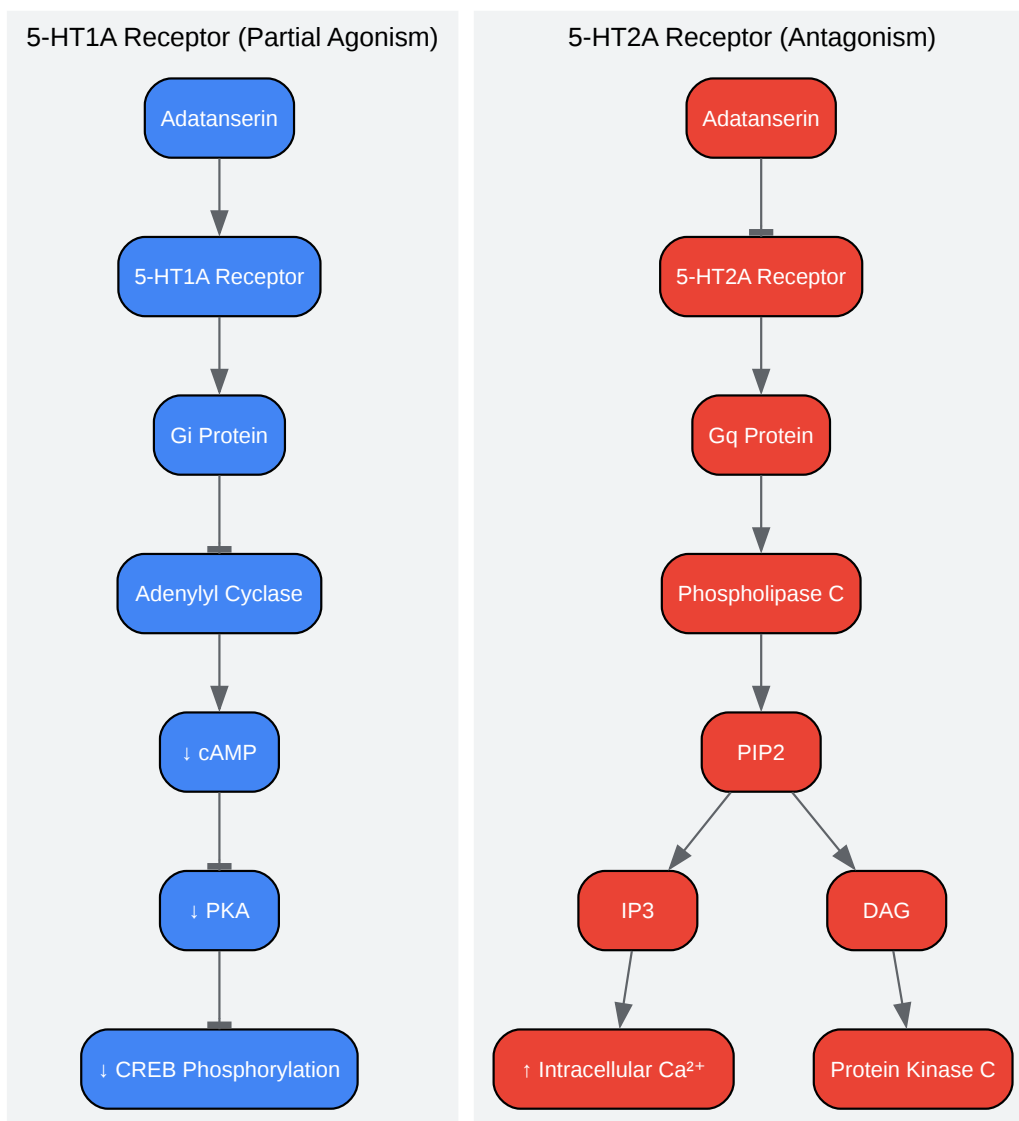 5-HT1A Receptor (Partial Agonism)
Adatanserin
5-HT1A Receptor
Gi Protein
Adenylyl Cyclase
↓ cAMP
↓ PKA
↓ CREB Phosphorylation
5-HT2A Receptor (Antagonism)
Adatanserin
5-HT2A Receptor
Gq Protein
Phospholipase C
PIP2
IP3
DAG
↑ Intracellular Ca²⁺
Protein Kinase C